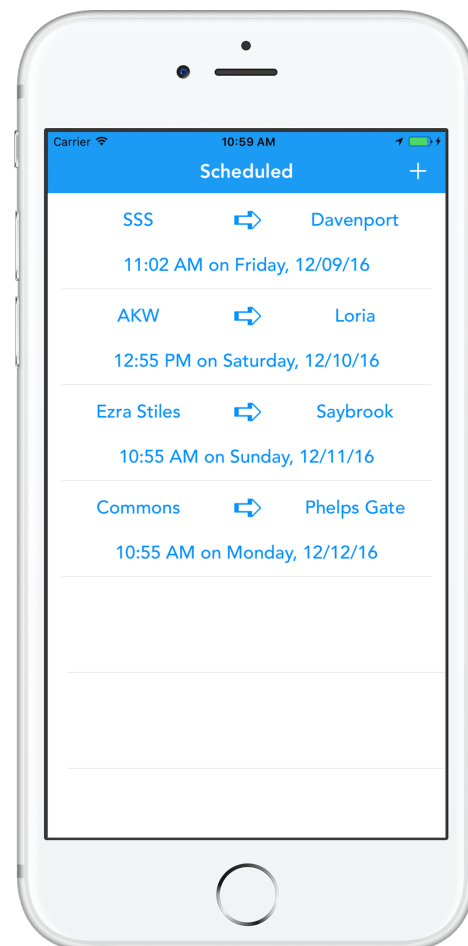 Carrier 10:59 AM
Scheduled +
SSS Davenport
11:02 AM on Friday, 12/09/16
AKW Loria
12:55 PM on Saturday, 12/10/16
Ezra Stiles Saybrook
10:55 AM on Sunday, 12/11/16
Commons Phelps Gate
10:55 AM on Monday, 12/12/16